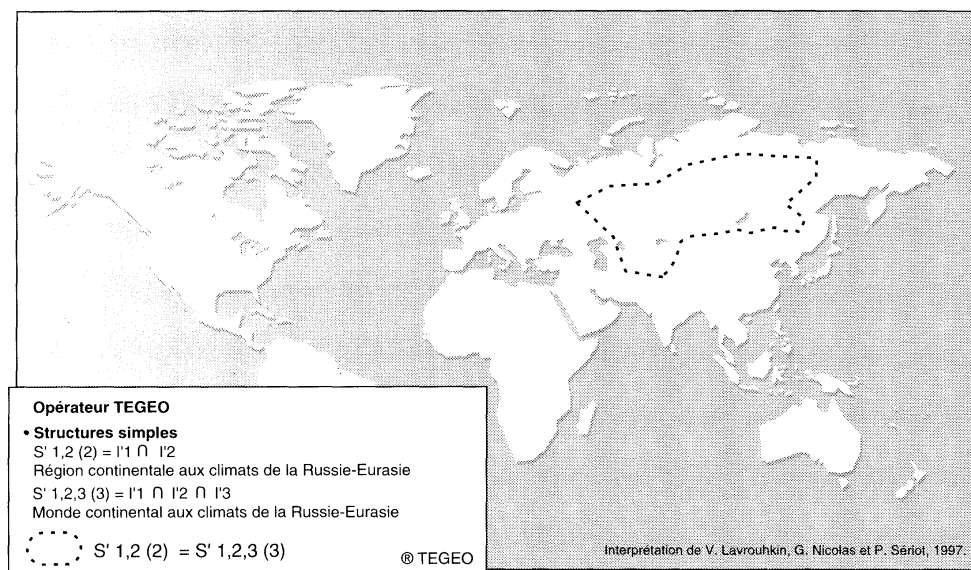 Opérateur TEGEO
• Structures simples
S' 1,2 (2) = I'1 ∩ I'2
Région continentale aux climats de la Russie-Eurasie
S' 1,2,3 (3) = I'1 ∩ I'2 ∩ I'3
Monde continental aux climats de la Russie-Eurasie
S' 1,2 (2) = S' 1,2,3 (3)
® TEGEO
Interprétation de V. Lavrouhkin, G. Nicolas et P. Sériot, 1997.